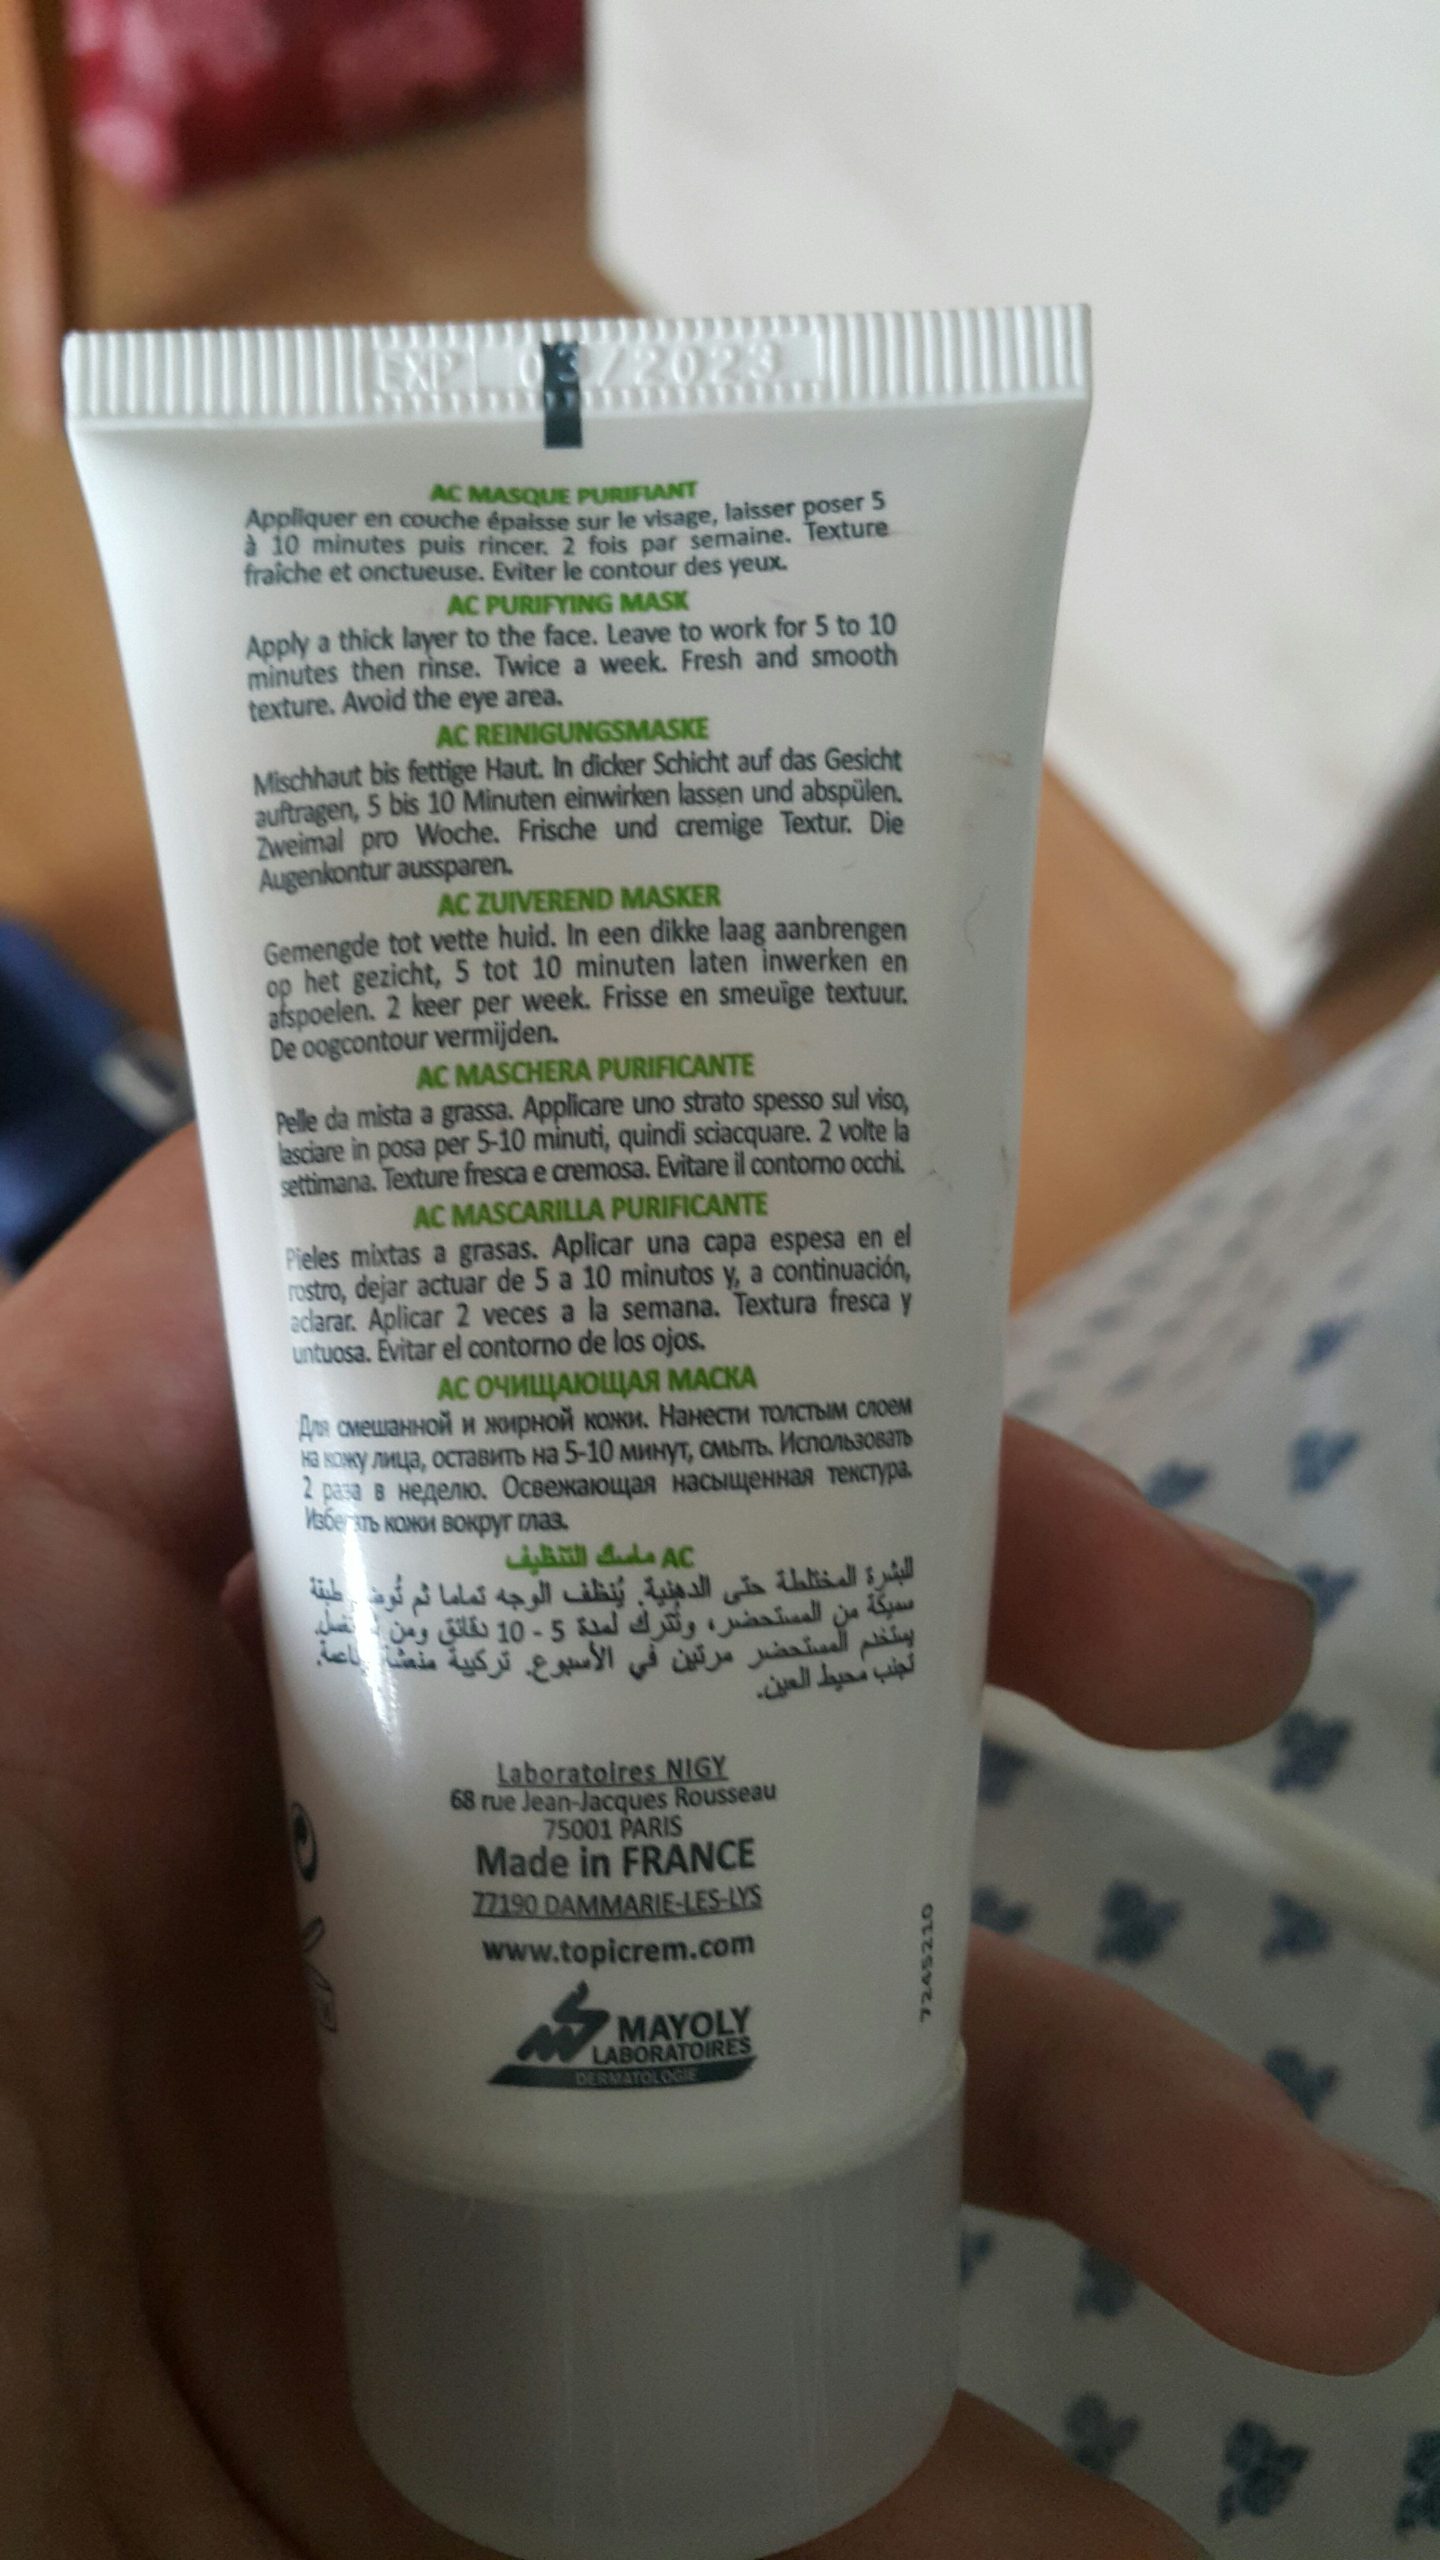 EXP 03/2023
AC MASQUE PURIFIANT
Appliquer en couche épaisse sur le visage, laisser poser 5
à 10 minutes puis rincer. 2 fois par semaine. Texture
fraîche et onctueuse. Eviter le contour des yeux.
AC PURIFYING MASK
Apply a thick layer to the face. Leave to work for 5 to 10
minutes then rinse. Twice a week. Fresh and smooth
texture. Avoid the eye area.
AC REINIGUNGSMASKE
Mischhaut bis fettige Haut. In dicker Schicht auf das Gesicht
auftragen, 5 bis 10 Minuten einwirken lassen und abspülen.
Zweimal pro Woche. Frische und cremige Textur. Die
Augenkontur aussparen.
AC ZUIVEREND MASKER
Gemengde tot vette huid. In een dikke laag aanbrengen
op het gezicht, 5 tot 10 minuten laten inwerken en
afspoelen. 2 keer per week. Frisse en smeuïge textuur.
De oogcontour vermijden.
AC MASCHERA PURIFICANTE
Pelle da mista a grassa. Applicare uno strato spesso sul viso,
lasciare in posa per 5-10 minuti, quindi sciacquare. 2 volte la
settimana. Texture fresca e cremosa. Evitare il contorno occhi.
AC MASCARILLA PURIFICANTE
Pieles mixtas a grasas. Aplicar una capa espesa en el
rostro, dejar actuar de 5 a 10 minutos y, a continuación,
aclarar. Aplicar 2 veces a la semana. Textura fresca y
untuosa. Evitar el contorno de los ojos.
AC ОЧИЩАЮЩАЯ МАСКА
Для смешанной и жирной кожи. Нанести толстым слоем
на кожу лица, оставить на 5-10 минут, смыть. Использовать
2 раза в неделю. Освежающая насыщенная текстура.
Избегать кожи вокруг глаз.
AC ماسك التنظيف
للبشرة المختلطة حتى الدهنية. يُنظف الوجه تماما ثم طبقة
سميكة من المستحضر، وتُترك لمدة 5 - 10 دقائق ومن
يستخدم المستحضر مرتين في الأسبوع. تركيبة
تجنب محيط العين.
Laboratoires NIGY
68 rue Jean-Jacques Rousseau
75001 PARIS
Made in FRANCE
77190 DAMMARIE-LES-LYS
www.topicrem.com
MAYOLY
LABORATOIRES
DERMATOLOGIE
7245210